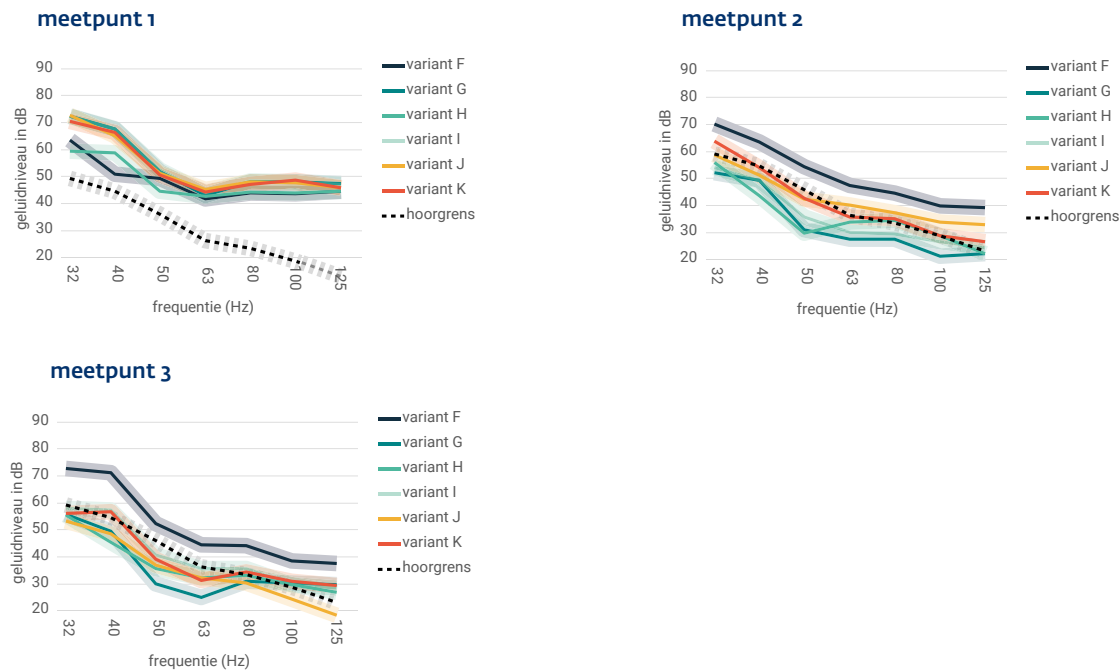 meetpunt 1
geluidniveau in dB
90
80
70
60
50
40
30
20
32
40
50
63
80
100
125
frequentie (Hz)
variant F
variant G
variant H
variant I
variant J
variant K
hoorgrens
meetpunt 2
geluidniveau in dB
90
80
70
60
50
40
30
20
32
40
50
63
80
100
125
frequentie (Hz)
variant F
variant G
variant H
variant I
variant J
variant K
hoorgrens
meetpunt 3
geluidniveau in dB
90
80
70
60
50
40
30
20
32
40
50
63
80
100
125
frequentie (Hz)
variant F
variant G
variant H
variant I
variant J
variant K
hoorgrens